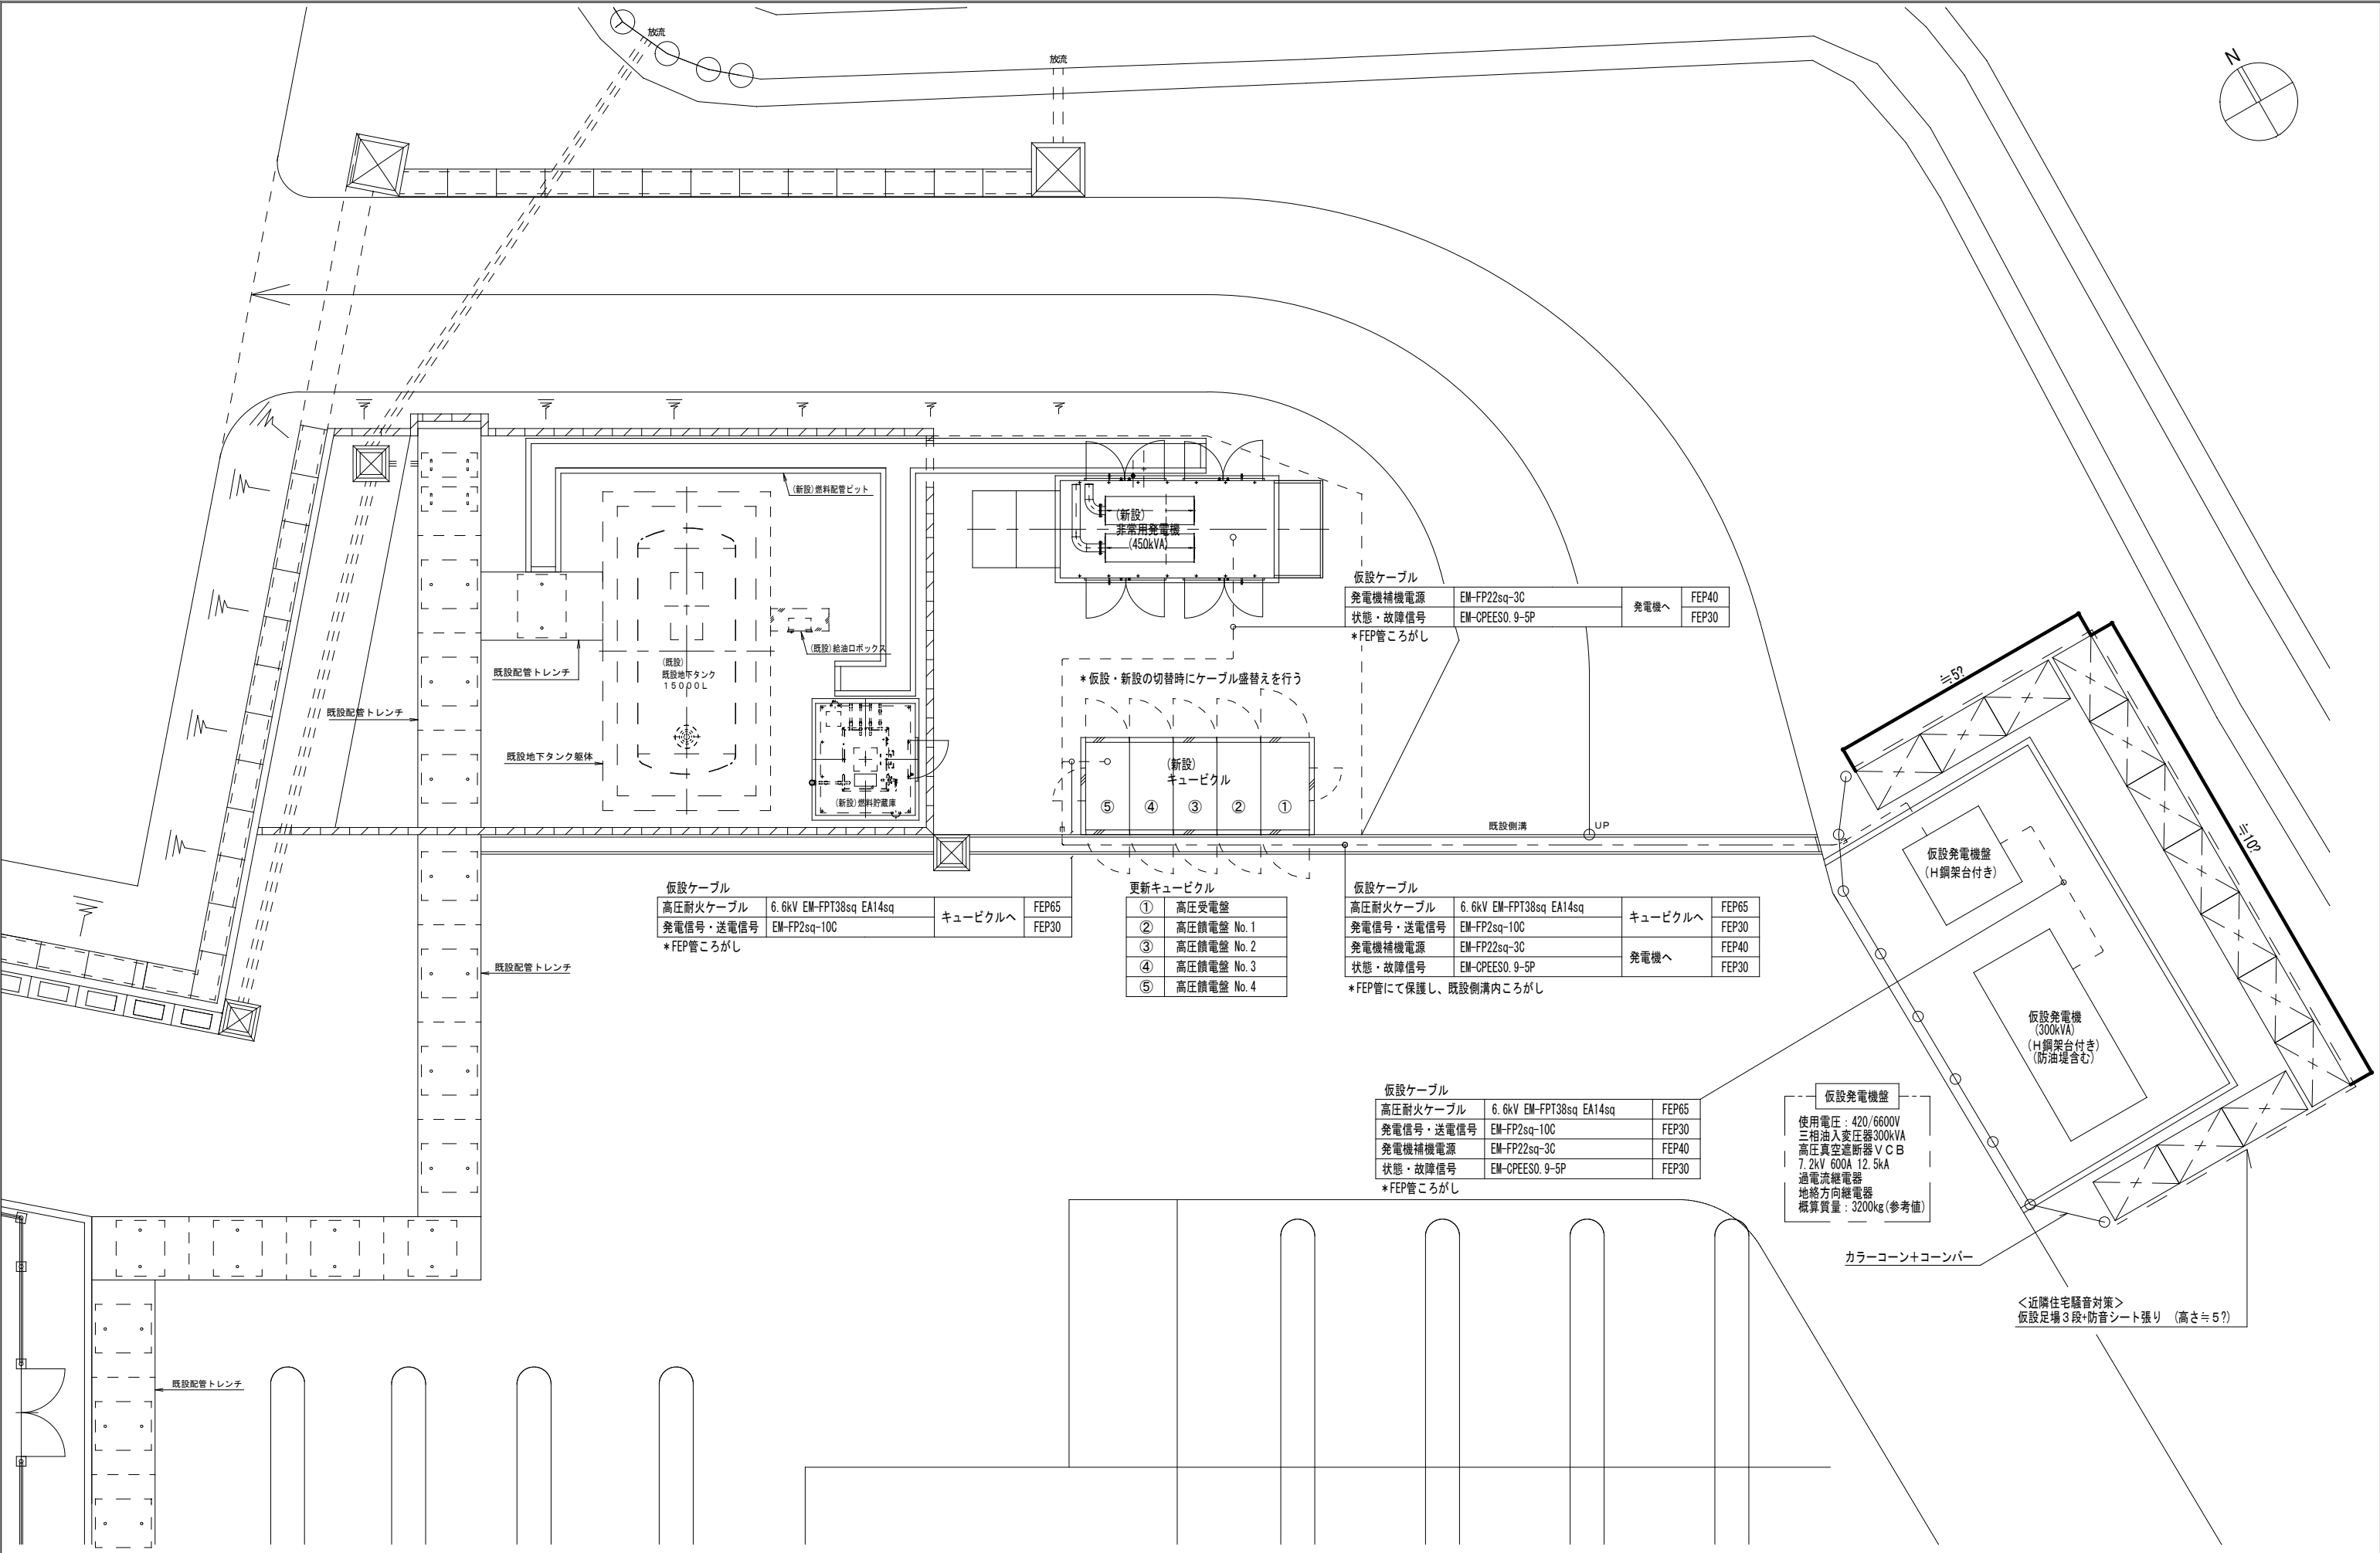 放流
放流
N
(新設)燃料配管ピット
(新設)
非常用発電機
(450kVA)
(既設)給油口ボックス
(既設)
既設地下タンク
15000L
既設配管トレンチ
既設配管トレンチ
既設地下タンク躯体
(新設)燃料貯蔵庫
仮設ケーブル
発電機補機電源 EM-FP22sq-3C 発電機へ FEP40
状態・故障信号 EM-CPEES0.9-5P FEP30
*FEP管ころがし
*仮設・新設の切替時にケーブル盛替えを行う
(新設)
キュービクル
⑤ ④ ③ ② ①
既設側溝
UP
≒5?
≒10?
仮設発電機盤
(H鋼架台付き)
仮設発電機
(300kVA)
(H鋼架台付き)
(防油堤含む)
仮設ケーブル
高圧耐火ケーブル 6.6kV EM-FPT38sq EA14sq キュービクルへ FEP65
発電信号・送電信号 EM-FP2sq-10C FEP30
*FEP管ころがし
更新キュービクル
① 高圧受電盤
② 高圧饋電盤 No.1
③ 高圧饋電盤 No.2
④ 高圧饋電盤 No.3
⑤ 高圧饋電盤 No.4
仮設ケーブル
高圧耐火ケーブル 6.6kV EM-FPT38sq EA14sq キュービクルへ FEP65
発電信号・送電信号 EM-FP2sq-10C FEP30
発電機補機電源 EM-FP22sq-3C 発電機へ FEP40
状態・故障信号 EM-CPEES0.9-5P FEP30
*FEP管にて保護し、既設側溝内ころがし
既設配管トレンチ
仮設ケーブル
高圧耐火ケーブル 6.6kV EM-FPT38sq EA14sq FEP65
発電信号・送電信号 EM-FP2sq-10C FEP30
発電機補機電源 EM-FP22sq-3C FEP40
状態・故障信号 EM-CPEES0.9-5P FEP30
*FEP管ころがし
仮設発電機盤
使用電圧：420/6600V
三相油入変圧器300kVA
高圧真空遮断器VCB
7.2kV 600A 12.5kA
過電流継電器
地絡方向継電器
概算質量：3200kg(参考値)
カラーコーン+コーンバー
<近隣住宅騒音対策>
仮設足場3段+防音シート張り (高さ≒5?)
既設配管トレンチ